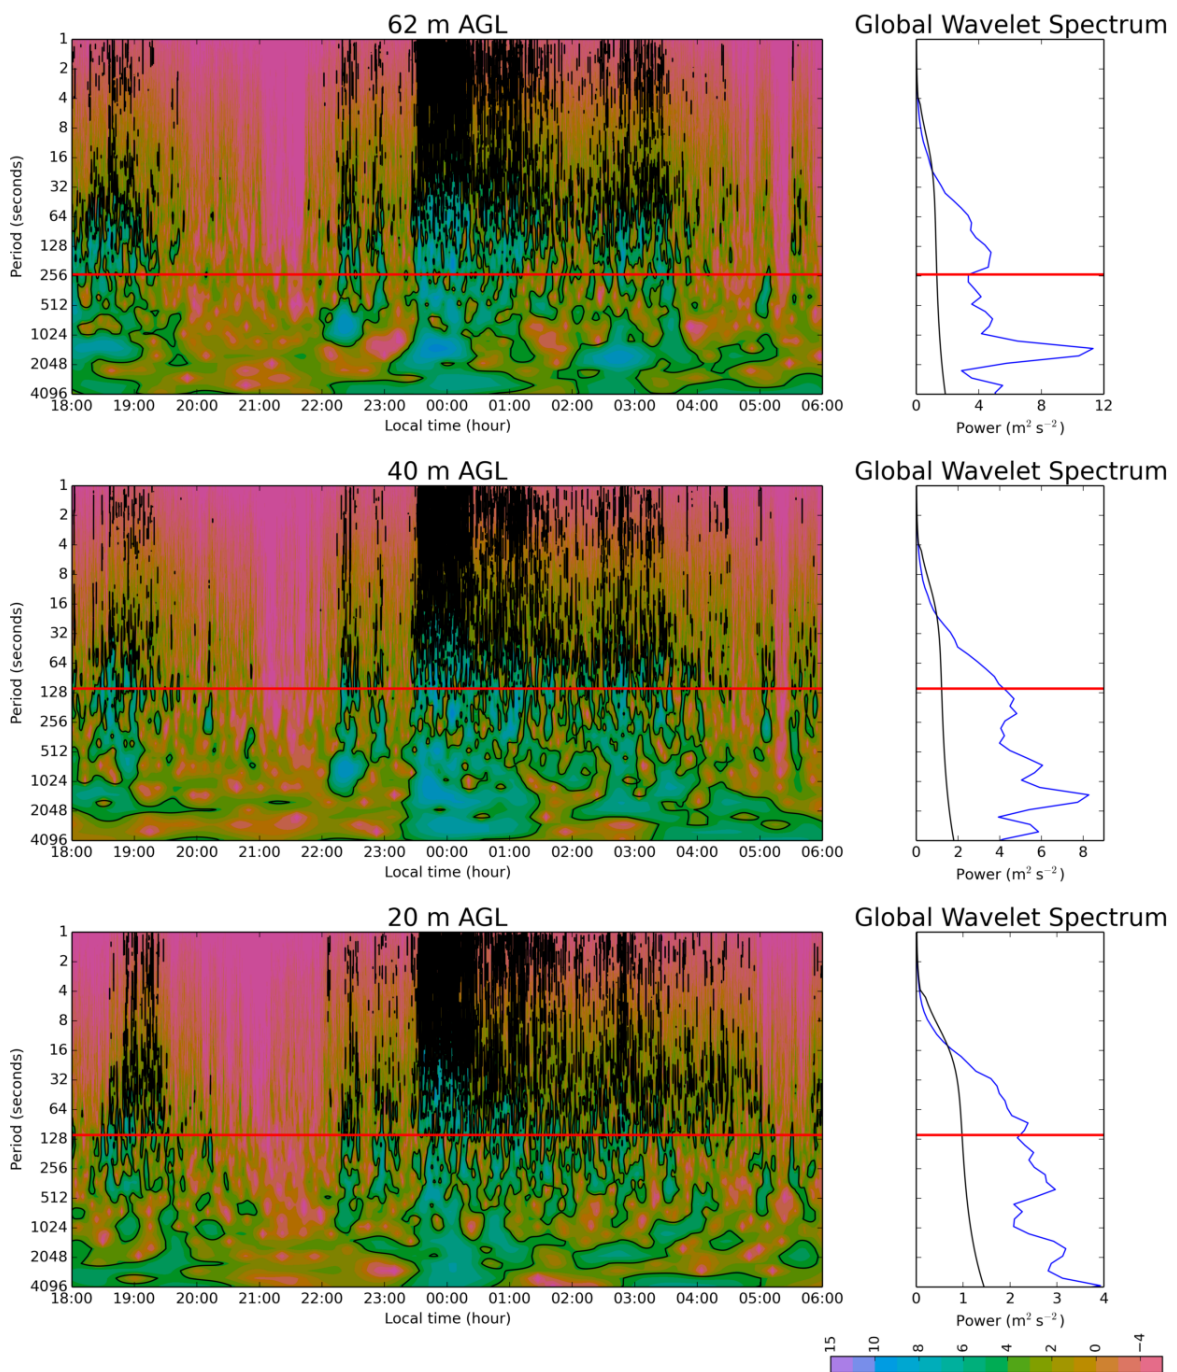 62 m AGL
Global Wavelet Spectrum
Period (seconds)
1
2
4
8
16
32
64
128
256
512
1024
2048
4096
18:00 19:00 20:00 21:00 22:00 23:00 00:00 01:00 02:00 03:00 04:00 05:00 06:00
Local time (hour)
0 4 8 12
Power (m² s⁻²)
40 m AGL
Global Wavelet Spectrum
Period (seconds)
1
2
4
8
16
32
64
128
256
512
1024
2048
4096
18:00 19:00 20:00 21:00 22:00 23:00 00:00 01:00 02:00 03:00 04:00 05:00 06:00
Local time (hour)
0 2 4 6 8
Power (m² s⁻²)
20 m AGL
Global Wavelet Spectrum
Period (seconds)
1
2
4
8
16
32
64
128
256
512
1024
2048
4096
18:00 19:00 20:00 21:00 22:00 23:00 00:00 01:00 02:00 03:00 04:00 05:00 06:00
Local time (hour)
0 1 2 3 4
Power (m² s⁻²)
15 10 8 6 4 2 0 −4